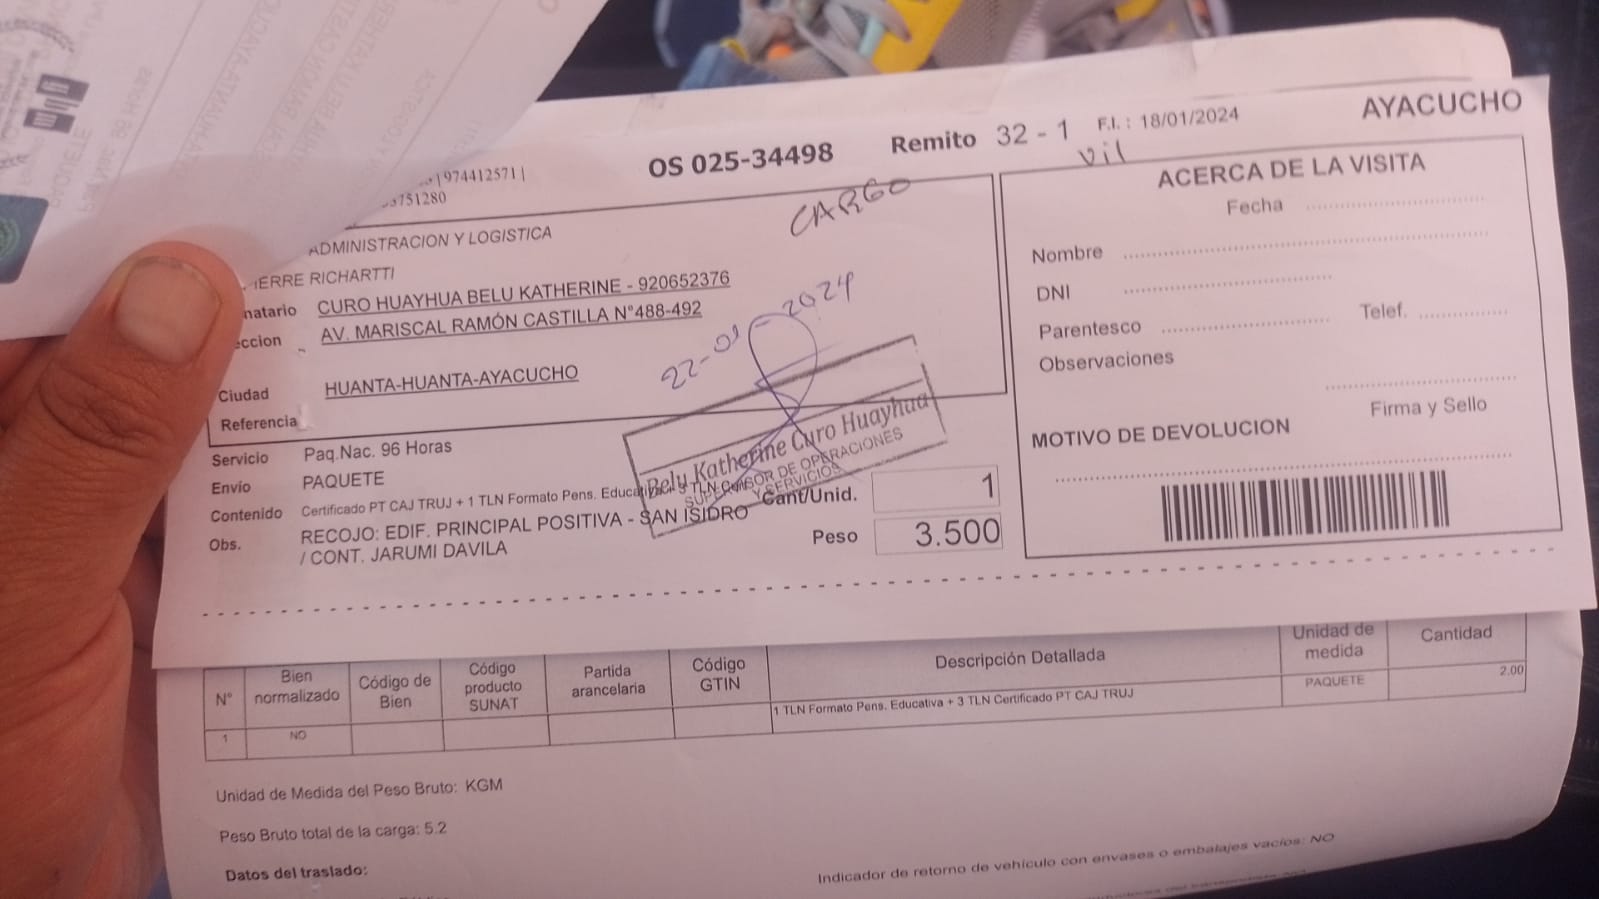 974412571 |
751280
OS 025-34498
Remito 32 - 1
F.I. : 18/01/2024
AYACUCHO
vil
CARGO
ADMINISTRACION Y LOGISTICA
IERRE RICHARTTI
natario CURO HUAYHUA BELU KATHERINE - 920652376
eccion AV. MARISCAL RAMÓN CASTILLA N°488-492
22-01-2024
Ciudad HUANTA-HUANTA-AYACUCHO
Referencia
Bely Katherine Curo Huayhua
SUPERVISOR DE OPERACIONES
Y SERVICIOS
Servicio Paq.Nac. 96 Horas
Envío PAQUETE
Contenido Certificado PT CAJ TRUJ + 1 TLN Formato Pens. Educativa + 3 TLN
Cant/Unid. 1
Obs. RECOJO: EDIF. PRINCIPAL POSITIVA - SAN ISIDRO
/ CONT. JARUMI DAVILA
Peso 3.500
ACERCA DE LA VISITA
Fecha
Nombre
DNI
Parentesco Telef.
Observaciones
Firma y Sello
MOTIVO DE DEVOLUCION
N° Bien normalizado Código de Bien Código producto SUNAT Partida arancelaria Código GTIN Descripción Detallada Unidad de medida Cantidad
1 NO 1 TLN Formato Pens. Educativa + 3 TLN Certificado PT CAJ TRUJ PAQUETE 2.00
Unidad de Medida del Peso Bruto: KGM
Peso Bruto total de la carga: 5.2
Datos del traslado:
Indicador de retorno de vehículo con envases o embalajes vacíos: NO